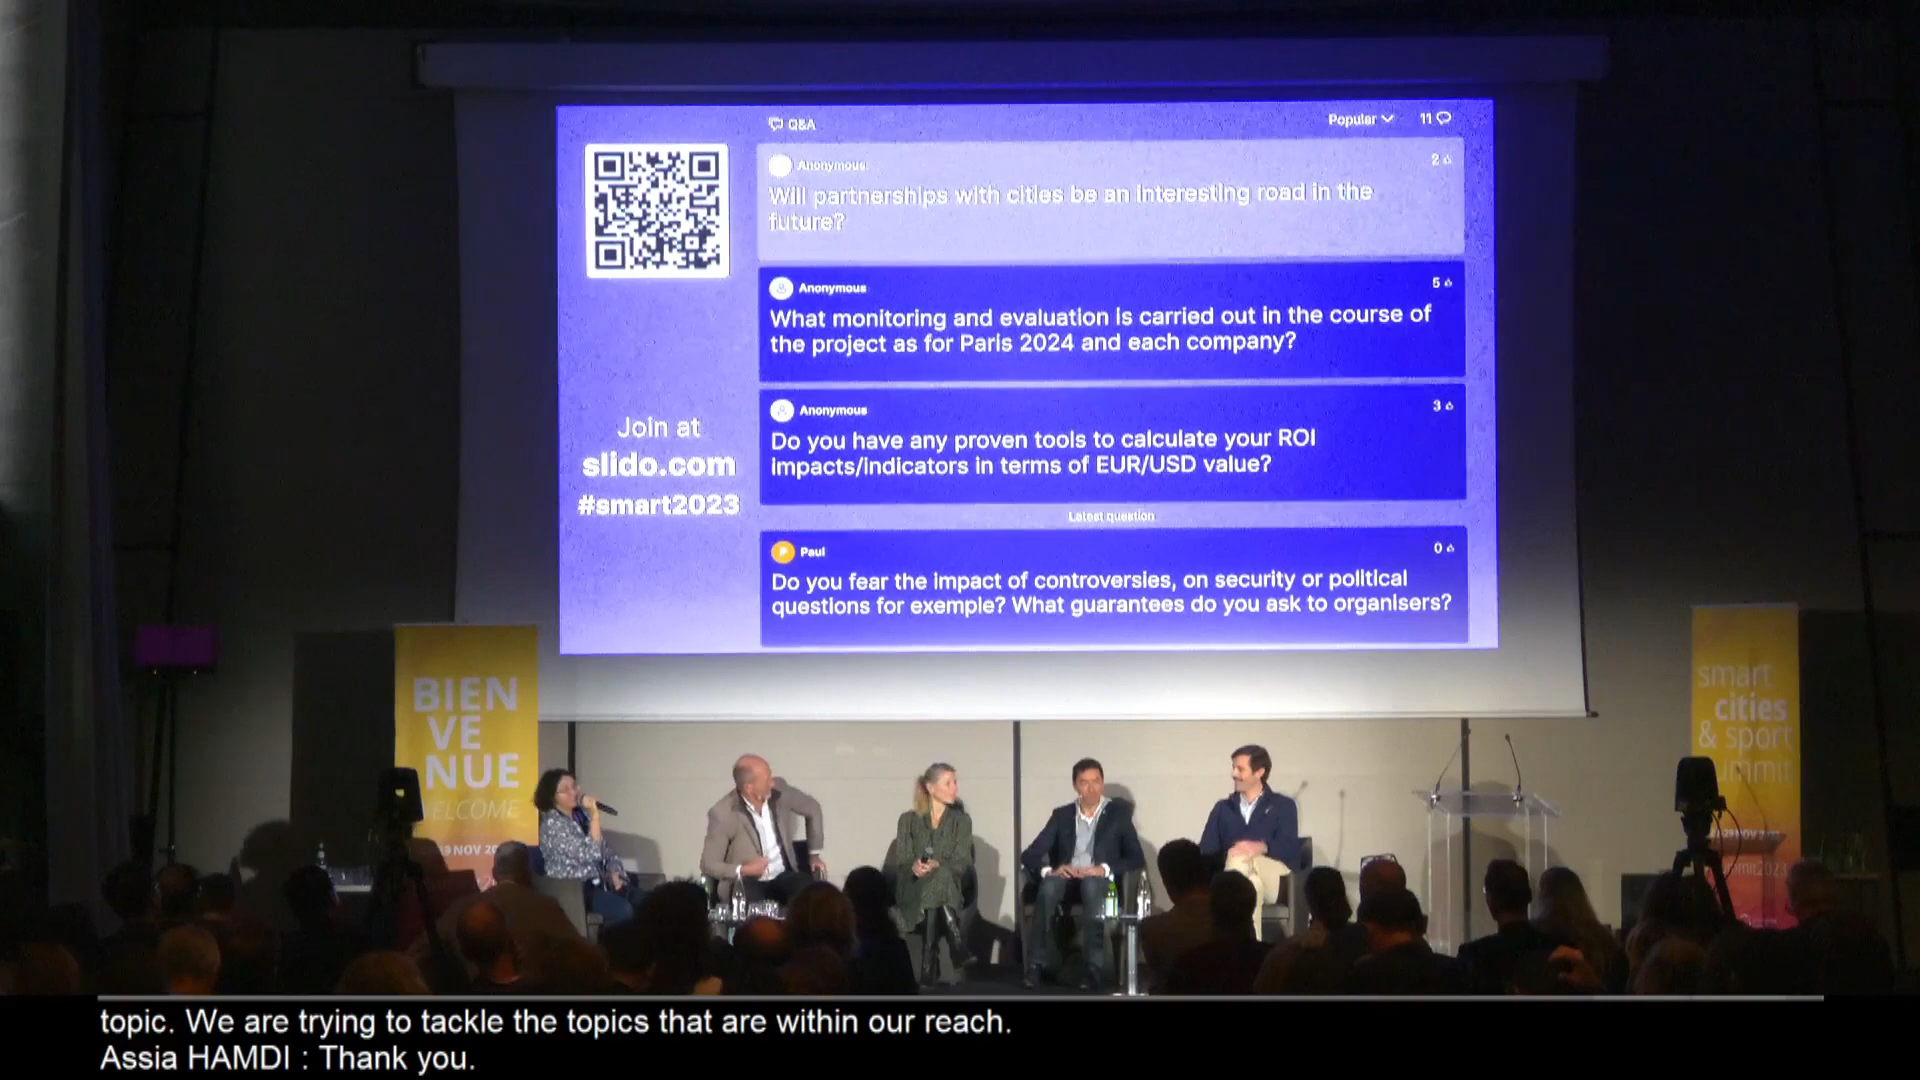 Q&A
Popular
11
Anonymous
2
Will partnerships with cities be an interesting road in the
future?
Anonymous
5
What monitoring and evaluation is carried out in the course of
the project as for Paris 2024 and each company?
Anonymous
3
Do you have any proven tools to calculate your ROI
impacts/indicators in terms of EUR/USD value?
Latest question
P
Paul
0
Do you fear the impact of controversies, on security or political
questions for exemple? What guarantees do you ask to organisers?
Join at
slido.com
#smart2023
BIEN
VE
NUE
ELCOME
NOV 20
smart
cities
& sport
ummit
topic. We are trying to tackle the topics that are within our reach.
Assia HAMDI : Thank you.